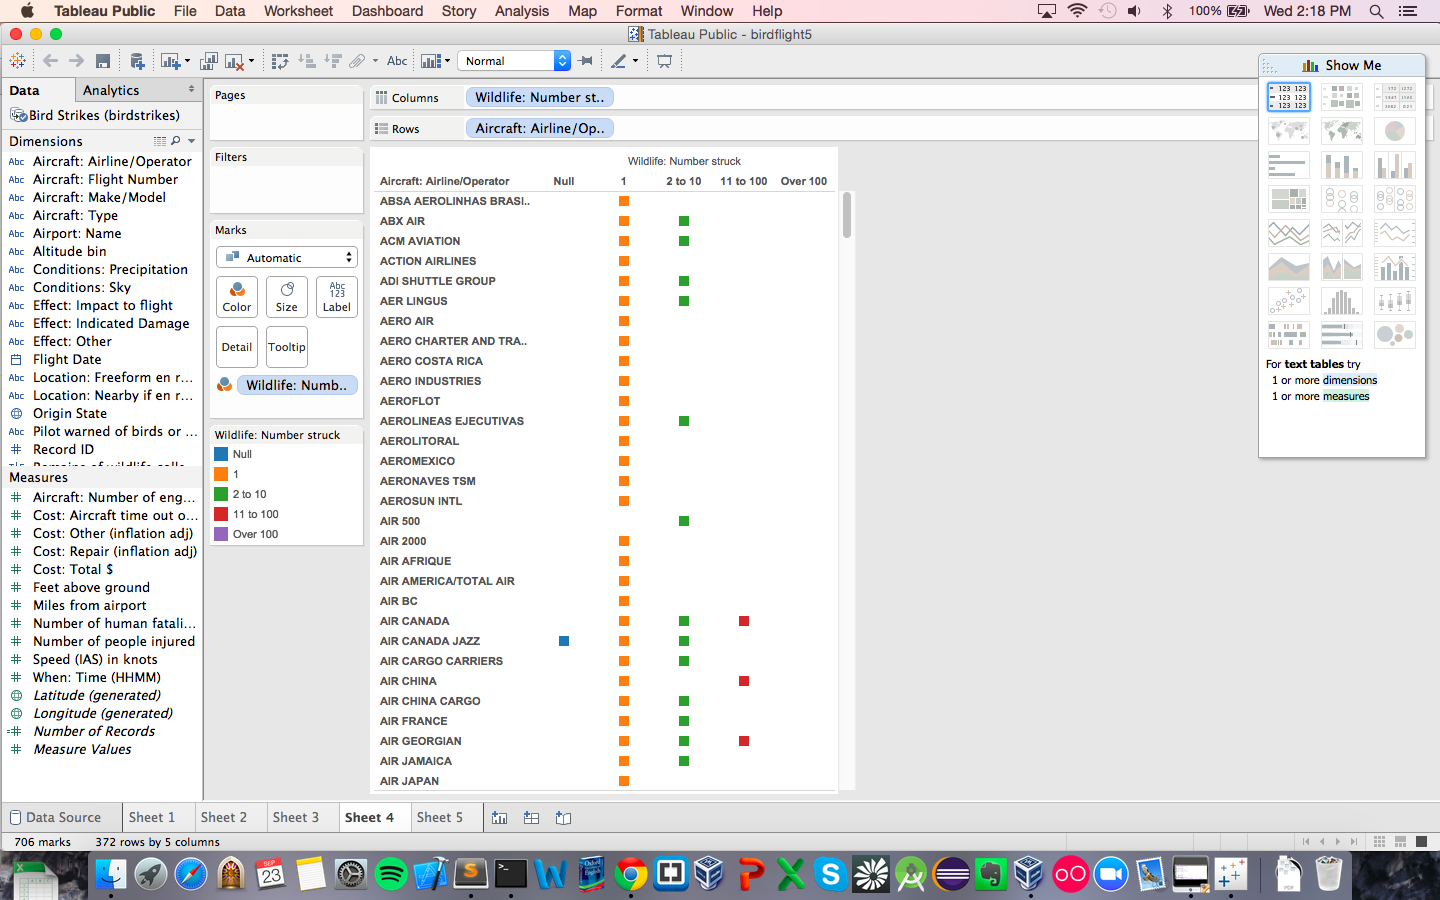 Tableau Public File Data Worksheet Dashboard Story Analysis Map Format Window Help 100% Wed 2:18 PM
Tableau Public - birdflight5
Abc Normal
Data Analytics
Bird Strikes (birdstrikes)
Dimensions
Abc Aircraft: Airline/Operator
Abc Aircraft: Flight Number
Abc Aircraft: Make/Model
Abc Aircraft: Type
Abc Airport: Name
Abc Altitude bin
Abc Conditions: Precipitation
Abc Conditions: Sky
Abc Effect: Impact to flight
Abc Effect: Indicated Damage
Abc Effect: Other
Flight Date
Abc Location: Freeform en r...
Abc Location: Nearby if en r...
Origin State
Abc Pilot warned of birds or ...
# Record ID
Measures
# Aircraft: Number of eng...
# Cost: Aircraft time out o...
# Cost: Other (inflation adj)
# Cost: Repair (inflation adj)
# Cost: Total $
# Feet above ground
# Miles from airport
# Number of human fatali...
# Number of people injured
# Speed (IAS) in knots
# When: Time (HHMM)
Latitude (generated)
Longitude (generated)
=# Number of Records
# Measure Values
Pages
Filters
Marks
Automatic
Color Size Abc 123 Label
Detail Tooltip
Wildlife: Numb..
Wildlife: Number struck
Null
1
2 to 10
11 to 100
Over 100
Columns Wildlife: Number st..
Rows Aircraft: Airline/Op..
Wildlife: Number struck
Aircraft: Airline/Operator Null 1 2 to 10 11 to 100 Over 100
ABSA AEROLINHAS BRASI..
ABX AIR
ACM AVIATION
ACTION AIRLINES
ADI SHUTTLE GROUP
AER LINGUS
AERO AIR
AERO CHARTER AND TRA..
AERO COSTA RICA
AERO INDUSTRIES
AEROFLOT
AEROLINEAS EJECUTIVAS
AEROLITORAL
AEROMEXICO
AERONAVES TSM
AEROSUN INTL
AIR 500
AIR 2000
AIR AFRIQUE
AIR AMERICA/TOTAL AIR
AIR BC
AIR CANADA
AIR CANADA JAZZ
AIR CARGO CARRIERS
AIR CHINA
AIR CHINA CARGO
AIR FRANCE
AIR GEORGIAN
AIR JAMAICA
AIR JAPAN
Show Me
123 123
123 123
123 123
For text tables try
1 or more dimensions
1 or more measures
Data Source Sheet 1 Sheet 2 Sheet 3 Sheet 4 Sheet 5
706 marks 372 rows by 5 columns
SEP
23